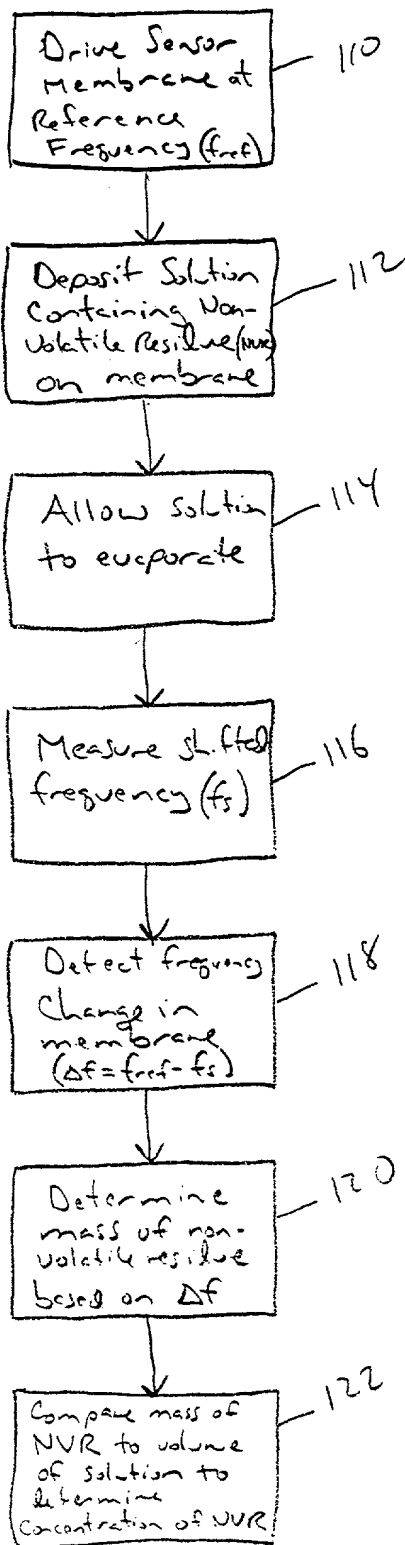 Drive Sensor
Membrane at
Reference
Frequency (fref)
110
Deposit Solution
Containing Non-
Volatile Residue (NVR)
on membrane
112
Allow solution
to evaporate
114
Measure shifted
frequency (fs)
116
Detect frequency
Change in
membrane
(Δf = fref - fs)
118
Determine
mass of non-
volatile residue
based on Δf
120
Compare mass of
NVR to volume
of solution to
determine
Concentration of NVR
122